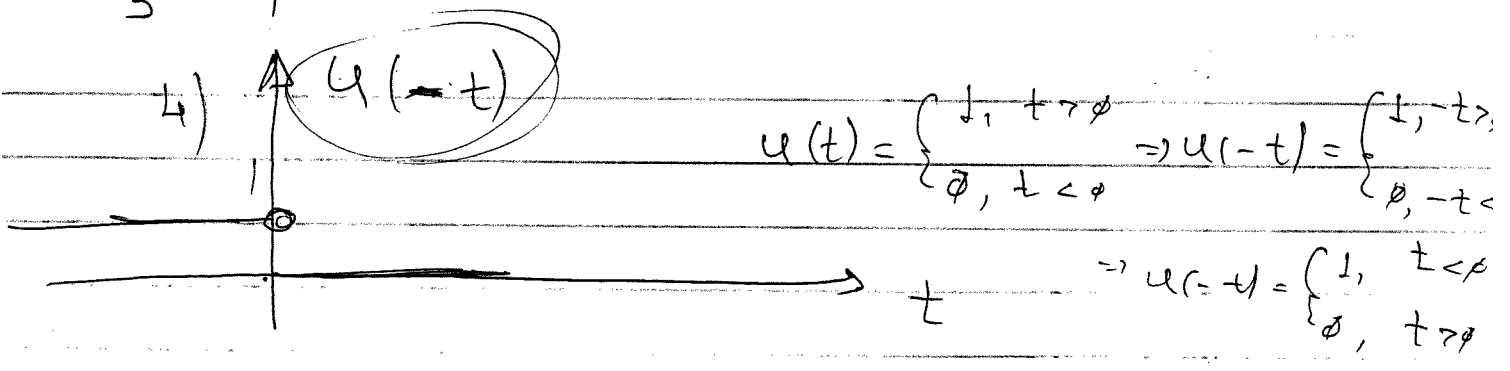 4) u(-t)
u(t) = { 1, t > ø
ø, t < ø
=> u(-t) = { 1, -t >
ø, -t <
1
t
=> u(-t) = { 1, t < ø
ø, t > ø